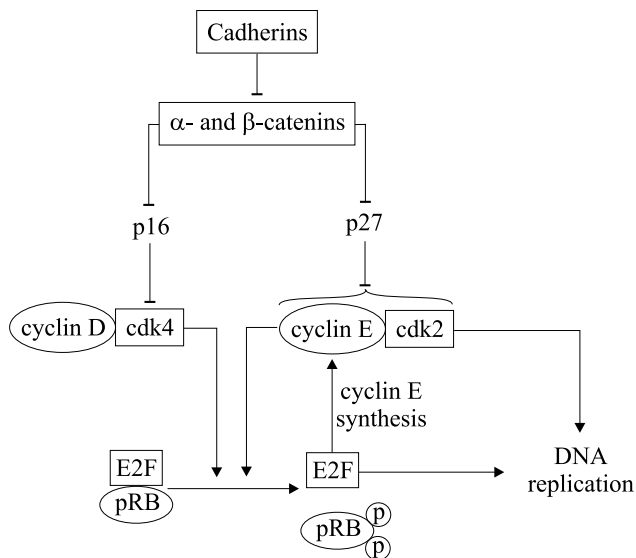 Cadherins
α- and β-catenins
p16
p27
cyclin D
cdk4
cyclin E
cdk2
cyclin E
synthesis
E2F
pRB
E2F
DNA
replication
pRB
p
p